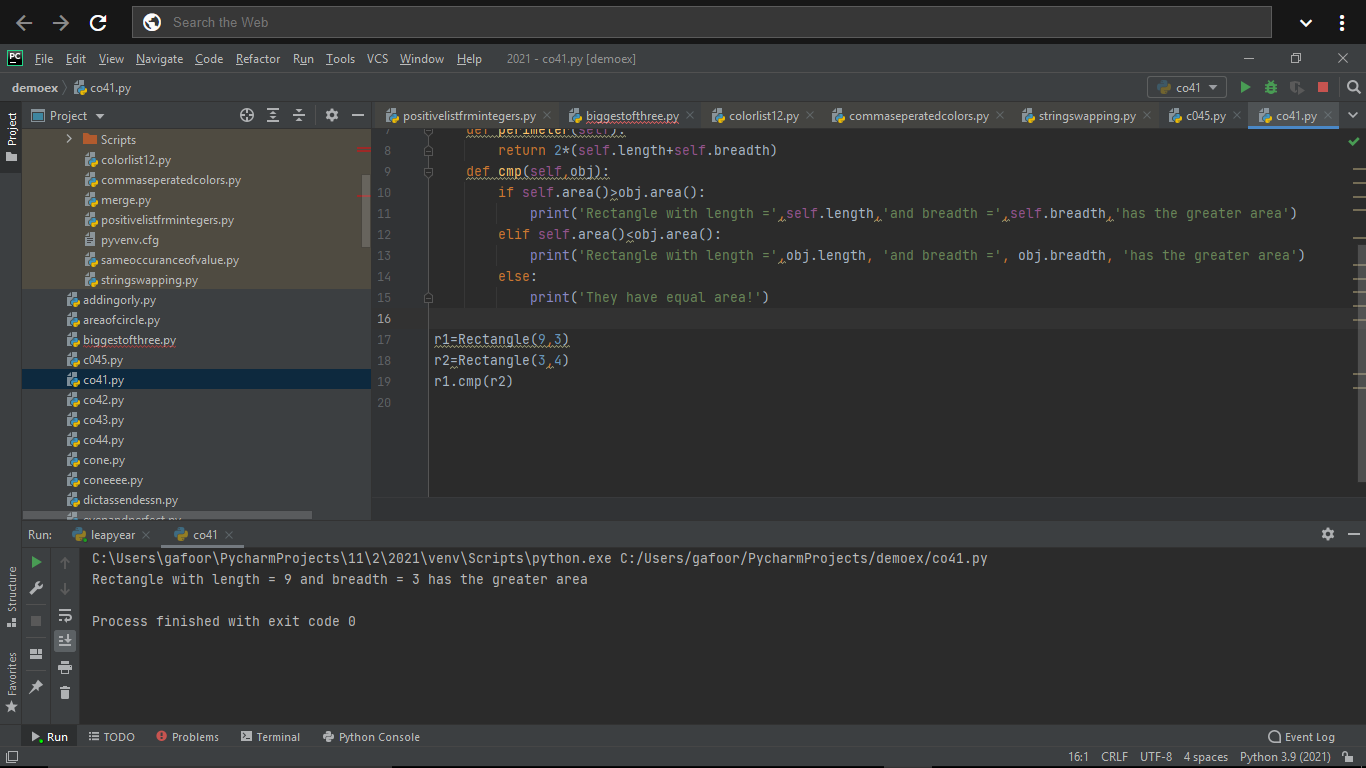 Search the Web
PC File Edit View Navigate Code Refactor Run Tools VCS Window Help 2021 - co41.py [demoex]
demoex co41.py
co41
Project
Project
positivelistfrmintegers.py biggestofthree.py colorlist12.py commaseperatedcolors.py stringswapping.py c045.py co41.py
Scripts
colorlist12.py
commaseperatedcolors.py
merge.py
positivelistfrmintegers.py
pyvenv.cfg
sameoccuranceofvalue.py
stringswapping.py
addingorly.py
areaofcircle.py
biggestofthree.py
c045.py
co41.py
co42.py
co43.py
co44.py
cone.py
coneeee.py
dictassendessn.py
evenandperfect.py
7 def perimeter(self):
8 return 2*(self.length+self.breadth)
9 def cmp(self,obj):
10 if self.area()>obj.area():
11 print('Rectangle with length =',self.length,'and breadth =',self.breadth,'has the greater area')
12 elif self.area()<obj.area():
13 print('Rectangle with length =',obj.length, 'and breadth =', obj.breadth, 'has the greater area')
14 else:
15 print('They have equal area!')
16
17 r1=Rectangle(9,3)
18 r2=Rectangle(3,4)
19 r1.cmp(r2)
20
Run: leapyear co41
C:\Users\gafoor\PycharmProjects\11\2\2021\venv\Scripts\python.exe C:/Users/gafoor/PycharmProjects/demoex/co41.py
Rectangle with length = 9 and breadth = 3 has the greater area
Process finished with exit code 0
Structure
Favorites
Run TODO Problems Terminal Python Console Event Log
16:1 CRLF UTF-8 4 spaces Python 3.9 (2021)